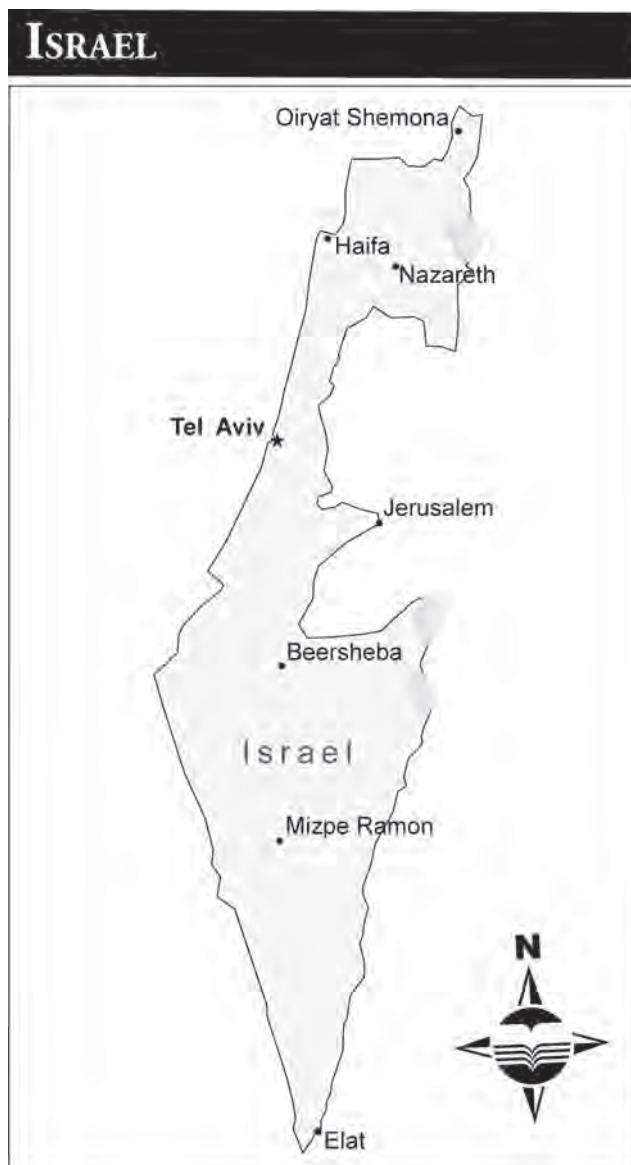 ISRAEL
Oiryat Shemona
Haifa
Nazareth
Tel Aviv
Jerusalem
Beersheba
Israel
Mizpe Ramon
N
Elat